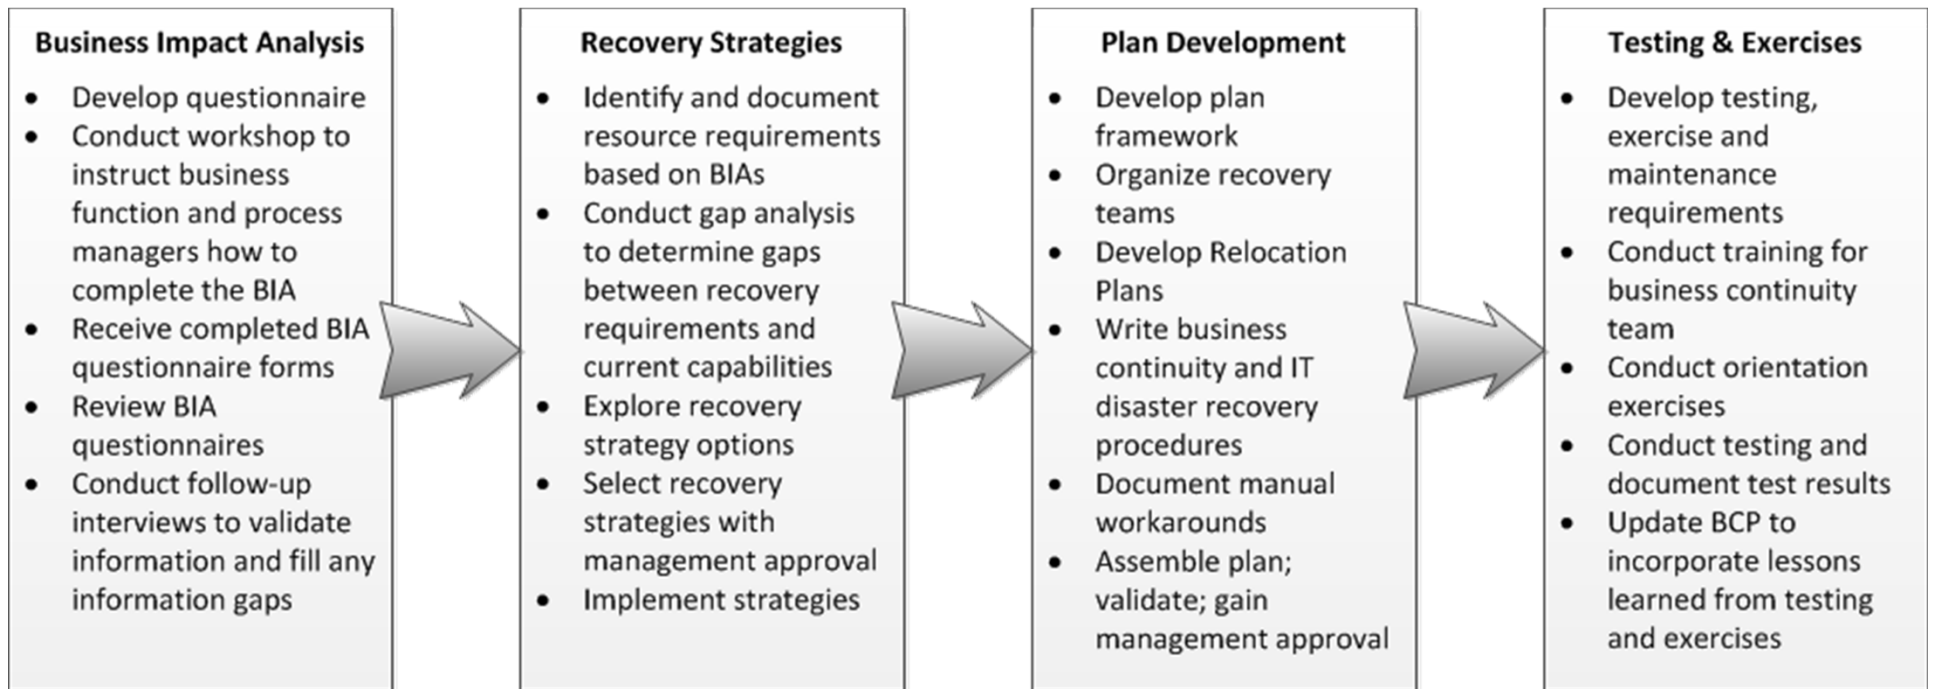 Business Impact Analysis
• Develop questionnaire
• Conduct workshop to
instruct business
function and process
managers how to
complete the BIA
• Receive completed BIA
questionnaire forms
• Review BIA
questionnaires
• Conduct follow-up
interviews to validate
information and fill any
information gaps
Recovery Strategies
• Identify and document
resource requirements
based on BIAs
• Conduct gap analysis
to determine gaps
between recovery
requirements and
current capabilities
• Explore recovery
strategy options
• Select recovery
strategies with
management approval
• Implement strategies
Plan Development
• Develop plan
framework
• Organize recovery
teams
• Develop Relocation
Plans
• Write business
continuity and IT
disaster recovery
procedures
• Document manual
workarounds
• Assemble plan;
validate; gain
management approval
Testing & Exercises
• Develop testing,
exercise and
maintenance
requirements
• Conduct training for
business continuity
team
• Conduct orientation
exercises
• Conduct testing and
document test results
• Update BCP to
incorporate lessons
learned from testing
and exercises